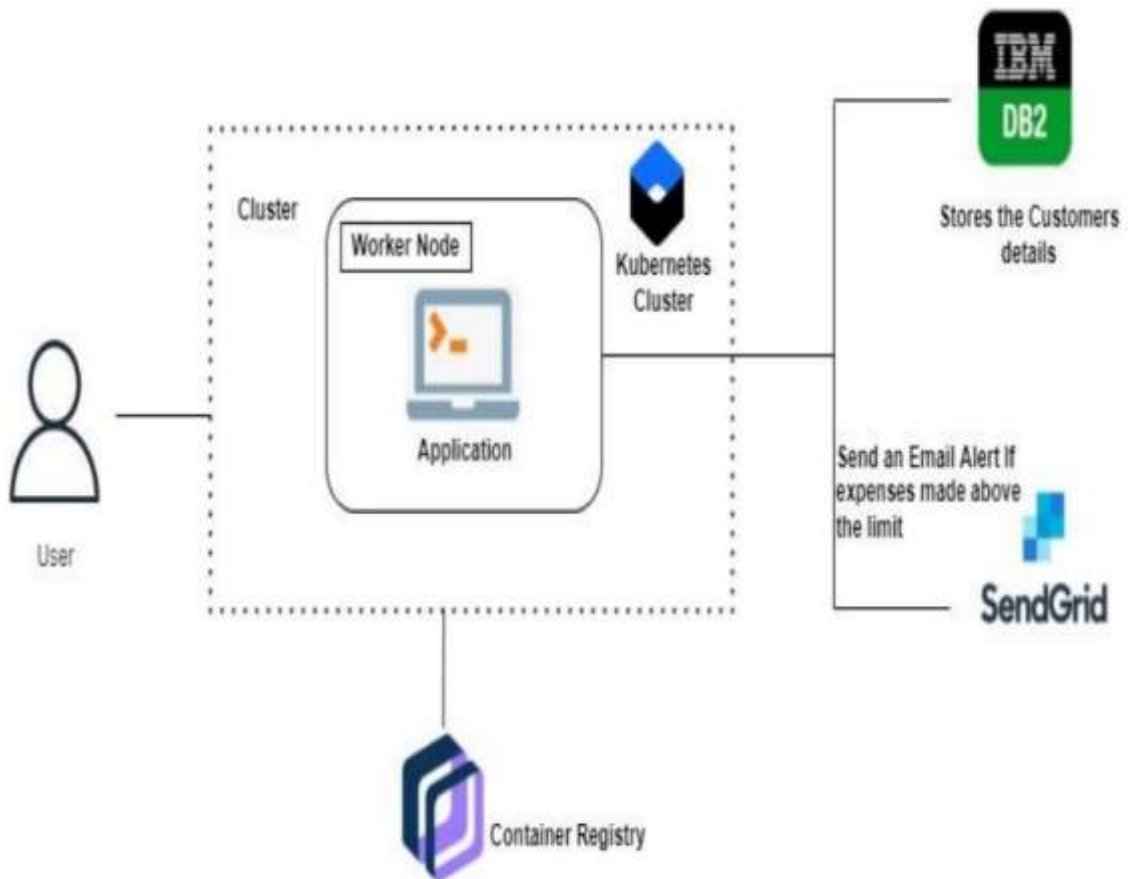 IBM
DB2
Stores the Customers
details
Cluster
Worker Node
Kubernetes
Cluster
Application
User
Send an Email Alert If
expenses made above
the limit
SendGrid
Container Registry